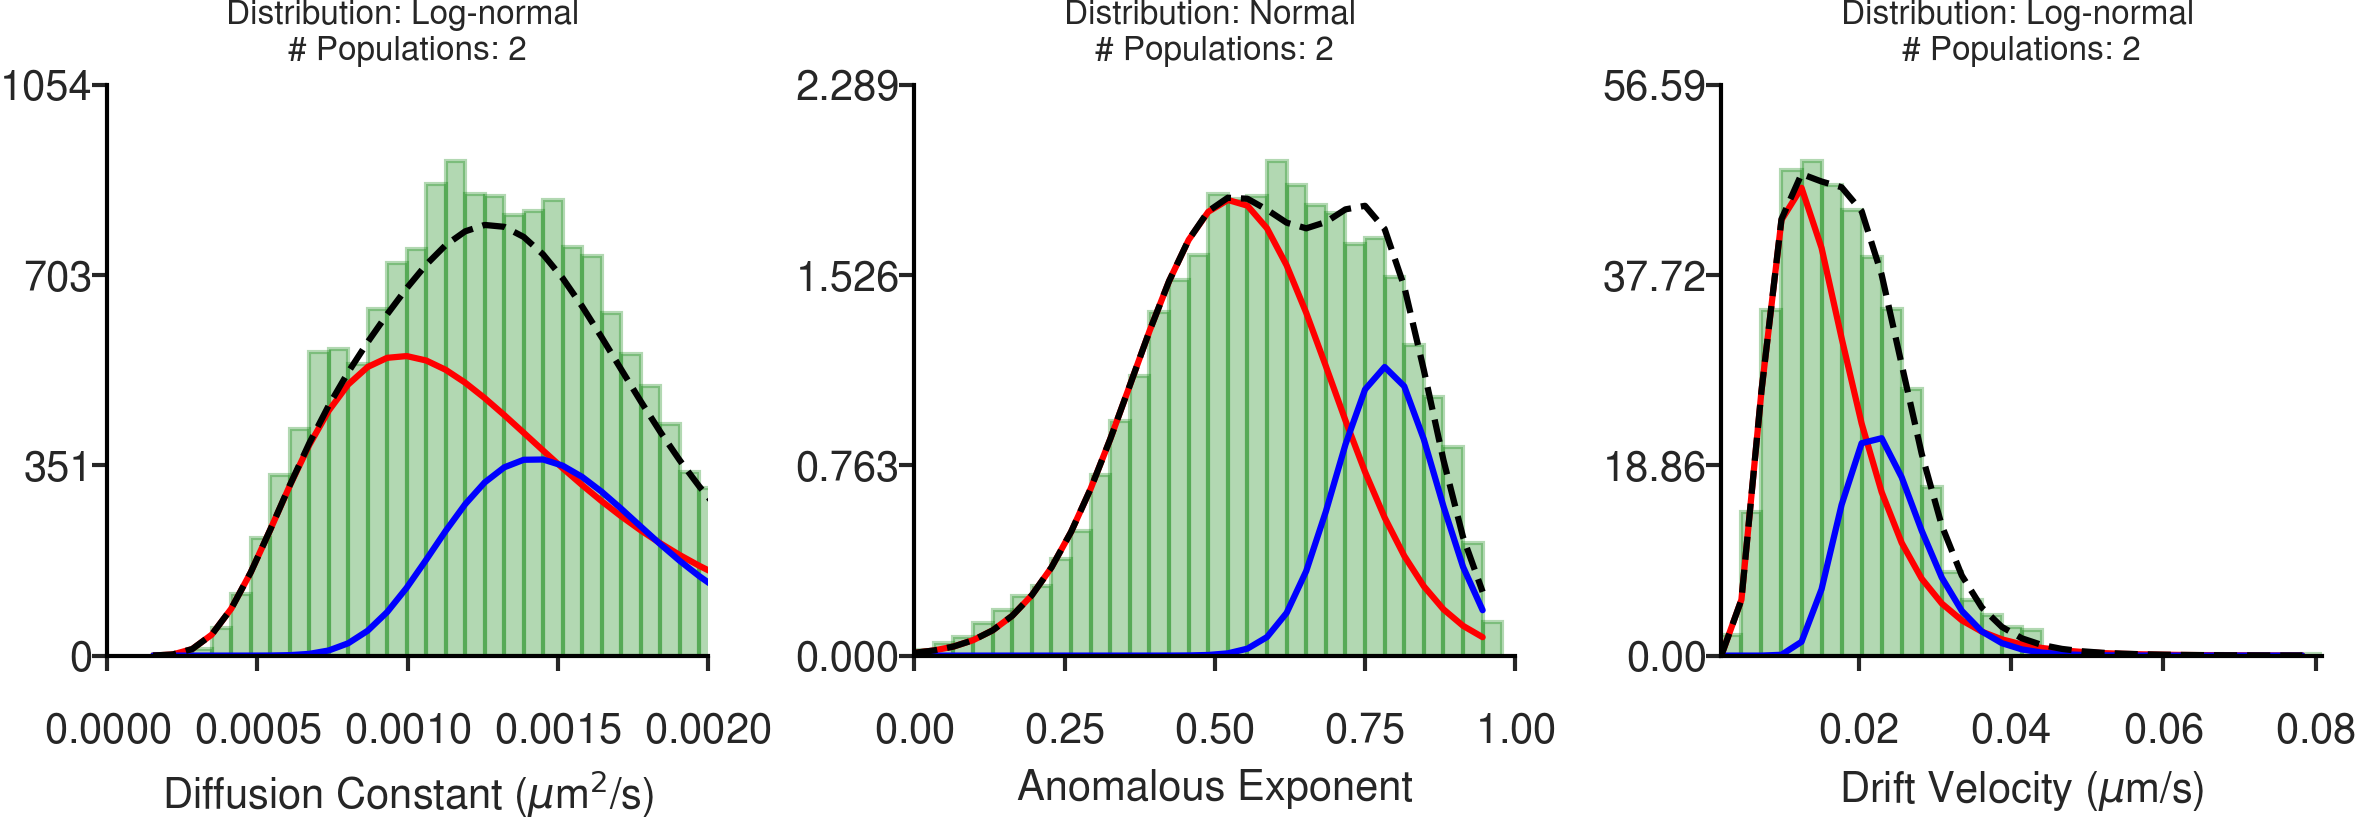 Distribution: Log-normal
# Populations: 2
1054
703
351
0
0.0000 0.0005 0.0010 0.0015 0.0020
Diffusion Constant (μm²/s)
Distribution: Normal
# Populations: 2
2.289
1.526
0.763
0.000
0.00 0.25 0.50 0.75 1.00
Anomalous Exponent
Distribution: Log-normal
# Populations: 2
56.59
37.72
18.86
0.00
0.02 0.04 0.06 0.08
Drift Velocity (μm/s)